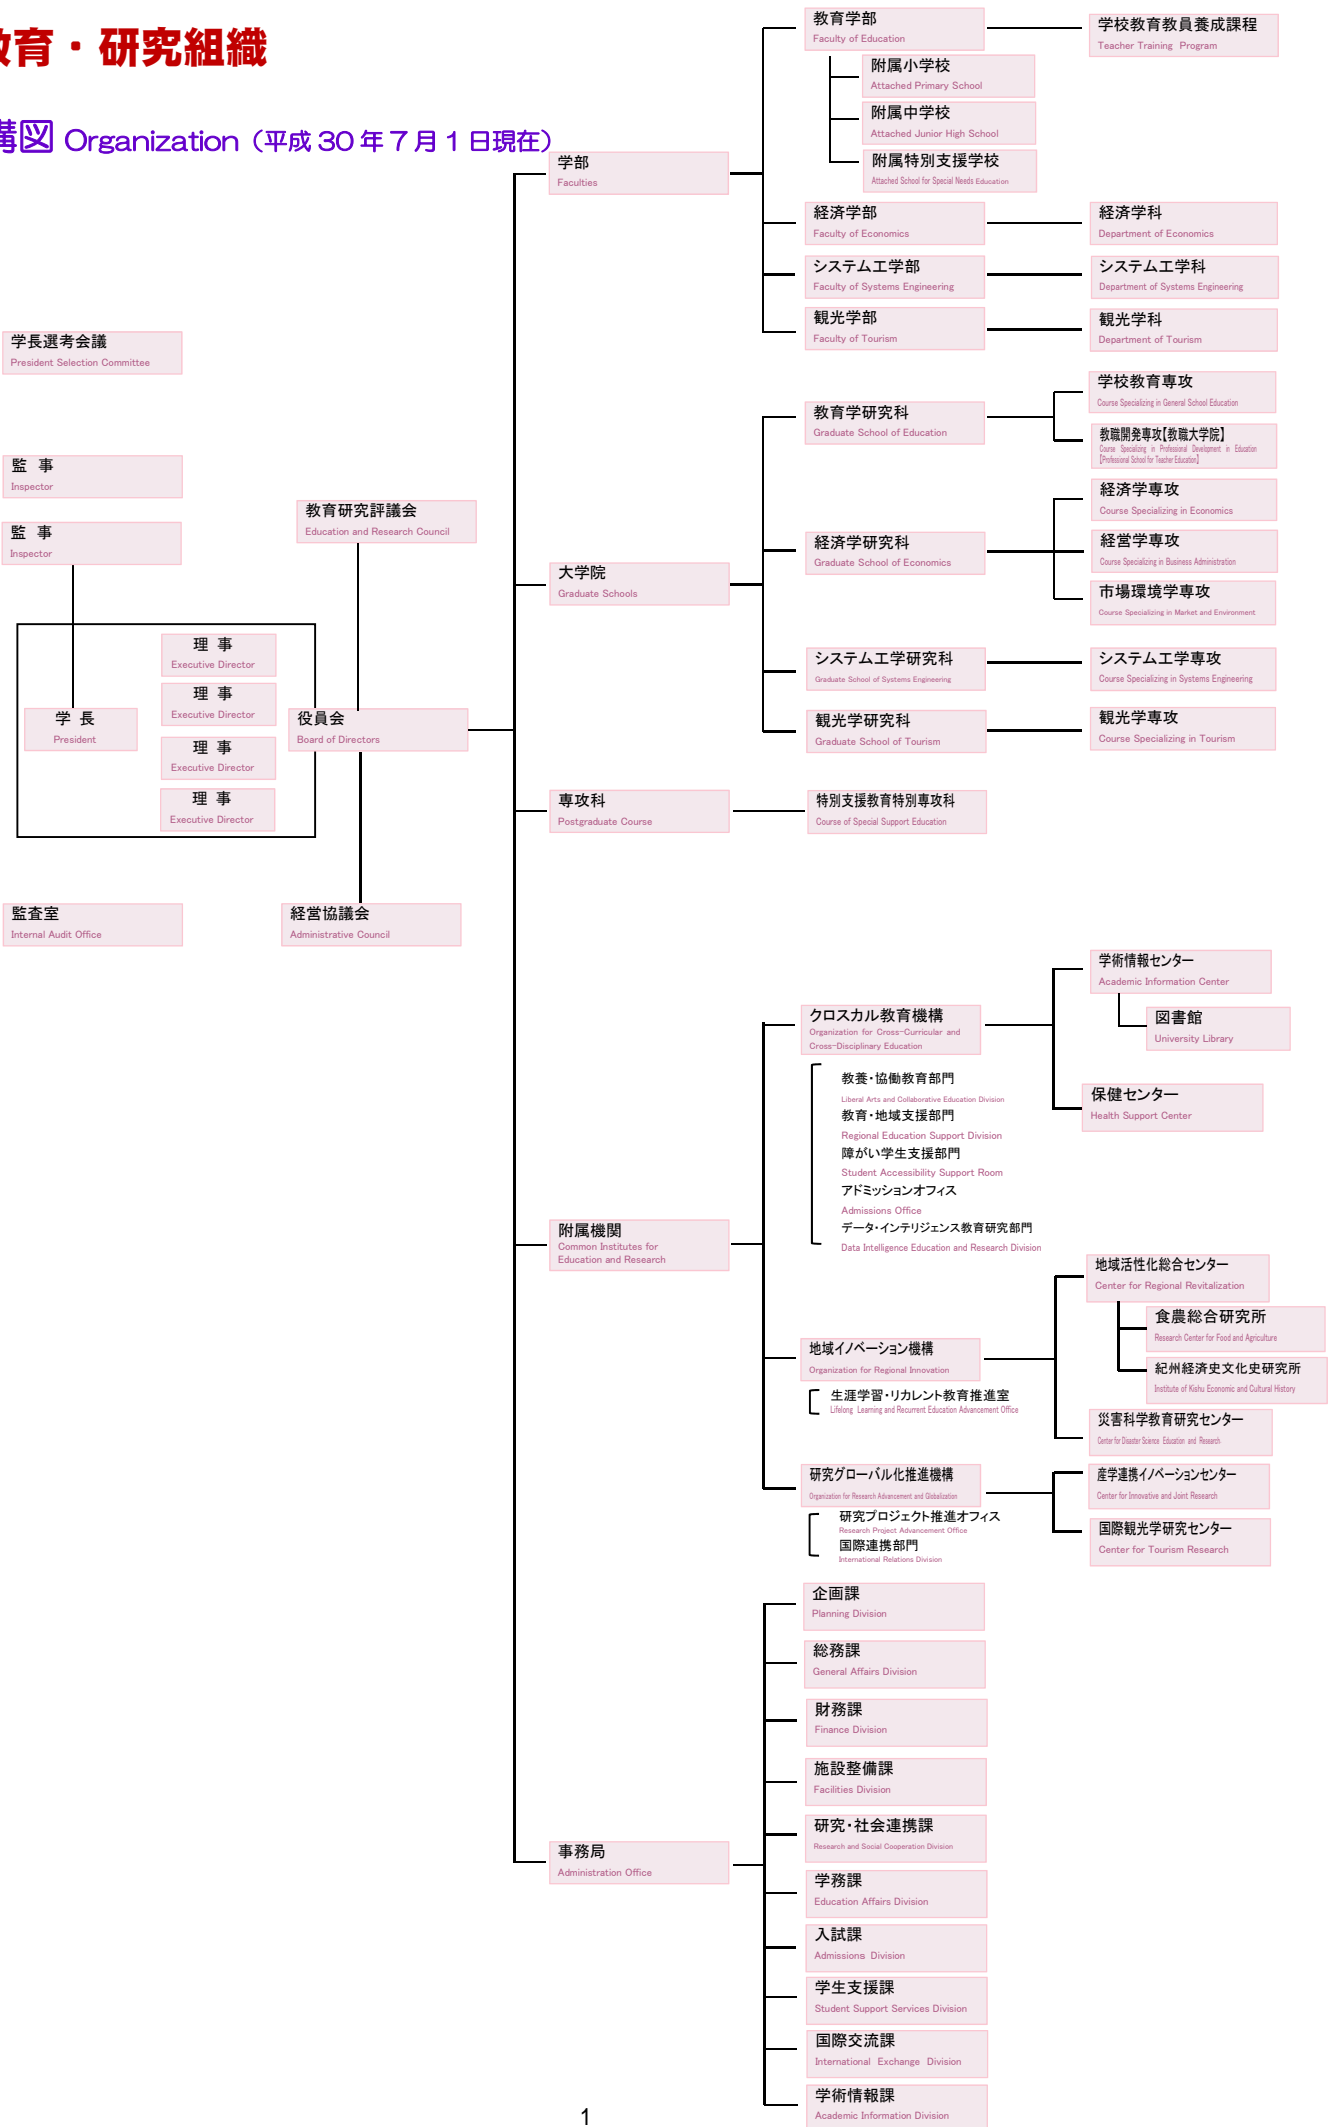 教育・研究組織
構図 Organization（平成 30 年 7 月 1 日現在）
学長選考会議
President Selection Committee
監 事
Inspector
監 事
Inspector
教育研究評議会
Education and Research Council
理 事
Executive Director
理 事
Executive Director
学 長
President
役員会
Board of Directors
理 事
Executive Director
理 事
Executive Director
監査室
Internal Audit Office
経営協議会
Administrative Council
学部
Faculties
教育学部
Faculty of Education
学校教育教員養成課程
Teacher Training Program
附属小学校
Attached Primary School
附属中学校
Attached Junior High School
附属特別支援学校
Attached School for Special Needs Education
経済学部
Faculty of Economics
経済学科
Department of Economics
システム工学部
Faculty of Systems Engineering
システム工学科
Department of Systems Engineering
観光学部
Faculty of Tourism
観光学科
Department of Tourism
大学院
Graduate Schools
教育学研究科
Graduate School of Education
学校教育専攻
Course Specializing in General School Education
教職開発専攻【教職大学院】
Course Specializing in Professional Development in Education
【Professional School for Teacher Education】
経済学研究科
Graduate School of Economics
経済学専攻
Course Specializing in Economics
経営学専攻
Course Specializing in Business Administration
市場環境学専攻
Course Specializing in Market and Environment
システム工学研究科
Graduate School of Systems Engineering
システム工学専攻
Course Specializing in Systems Engineering
観光学研究科
Graduate School of Tourism
観光学専攻
Course Specializing in Tourism
専攻科
Postgraduate Course
特別支援教育特別専攻科
Course of Special Support Education
附属機関
Common Institutes for
Education and Research
クロスカル教育機構
Organization for Cross-Curricular and
Cross-Disciplinary Education
教養・協働教育部門
Liberal Arts and Collaborative Education Division
教育・地域支援部門
Regional Education Support Division
障がい学生支援部門
Student Accessibility Support Room
アドミッションオフィス
Admissions Office
データ・インテリジェンス教育研究部門
Data Intelligence Education and Research Division
学術情報センター
Academic Information Center
図書館
University Library
保健センター
Health Support Center
地域イノベーション機構
Organization for Regional Innovation
生涯学習・リカレント教育推進室
Lifelong Learning and Recurrent Education Advancement Office
地域活性化総合センター
Center for Regional Revitalization
食農総合研究所
Research Center for Food and Agriculture
紀州経済史文化史研究所
Institute of Kishu Economic and Cultural History
災害科学教育研究センター
Center for Disaster Science Education and Research
研究グローバル化推進機構
Organization for Research Advancement and Globalization
研究プロジェクト推進オフィス
Research Project Advancement Office
国際連携部門
International Relations Division
産学連携イノベーションセンター
Center for Innovative and Joint Research
国際観光学研究センター
Center for Tourism Research
事務局
Administration Office
企画課
Planning Division
総務課
General Affairs Division
財務課
Finance Division
施設整備課
Facilities Division
研究・社会連携課
Research and Social Cooperation Division
学務課
Education Affairs Division
入試課
Admissions Division
学生支援課
Student Support Services Division
国際交流課
International Exchange Division
学術情報課
Academic Information Division
1